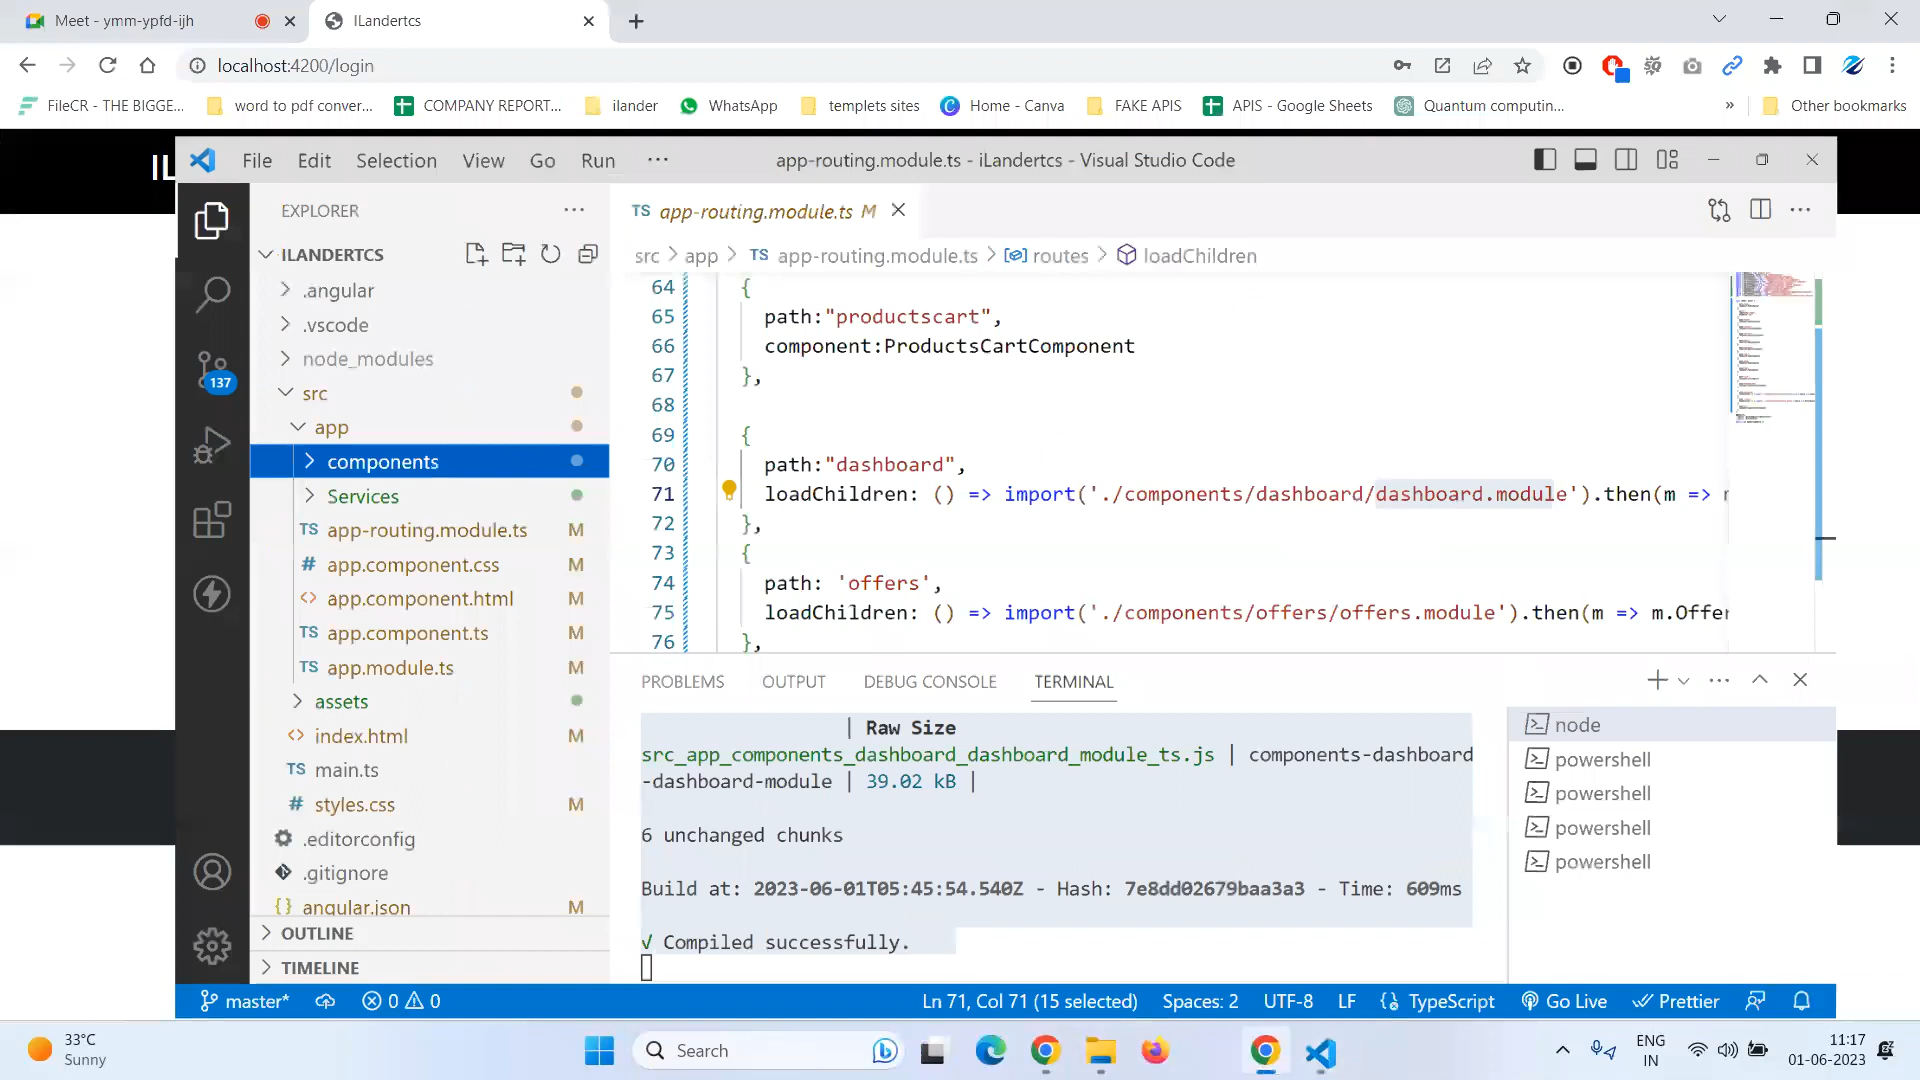 Meet - ymm-ypfd-ijh
ILandertcs
localhost:4200/login
FileCR - THE BIGGE...
word to pdf conver...
COMPANY REPORT...
ilander
WhatsApp
templets sites
Home - Canva
FAKE APIS
APIS - Google Sheets
Quantum computin...
»
Other bookmarks
IL
File Edit Selection View Go Run ···
app-routing.module.ts - iLandertcs - Visual Studio Code
EXPLORER
ILANDERTCS
.angular
.vscode
node_modules
src
app
components
Services
TS app-routing.module.ts M
# app.component.css M
<> app.component.html M
TS app.component.ts M
TS app.module.ts M
assets
<> index.html M
TS main.ts
# styles.css M
.editorconfig
.gitignore
{} angular.json M
OUTLINE
TIMELINE
137
TS app-routing.module.ts M
src > app > TS app-routing.module.ts > routes > loadChildren
64 {
65 path:"productscart",
66 component:ProductsCartComponent
67 },
68
69 {
70 path:"dashboard",
71 loadChildren: () => import('./components/dashboard/dashboard.module').then(m =>
72 },
73 {
74 path: 'offers',
75 loadChildren: () => import('./components/offers/offers.module').then(m => m.Offer
76 },
PROBLEMS OUTPUT DEBUG CONSOLE TERMINAL
| Raw Size
src_app_components_dashboard_dashboard_module_ts.js | components-dashboard
-dashboard-module | 39.02 kB |
6 unchanged chunks
Build at: 2023-06-01T05:45:54.540Z - Hash: 7e8dd02679baa3a3 - Time: 609ms
√ Compiled successfully.
node
powershell
powershell
powershell
powershell
master* 0 0
Ln 71, Col 71 (15 selected) Spaces: 2 UTF-8 LF {} TypeScript Go Live Prettier
33°C
Sunny
Search
ENG
IN
11:17
01-06-2023